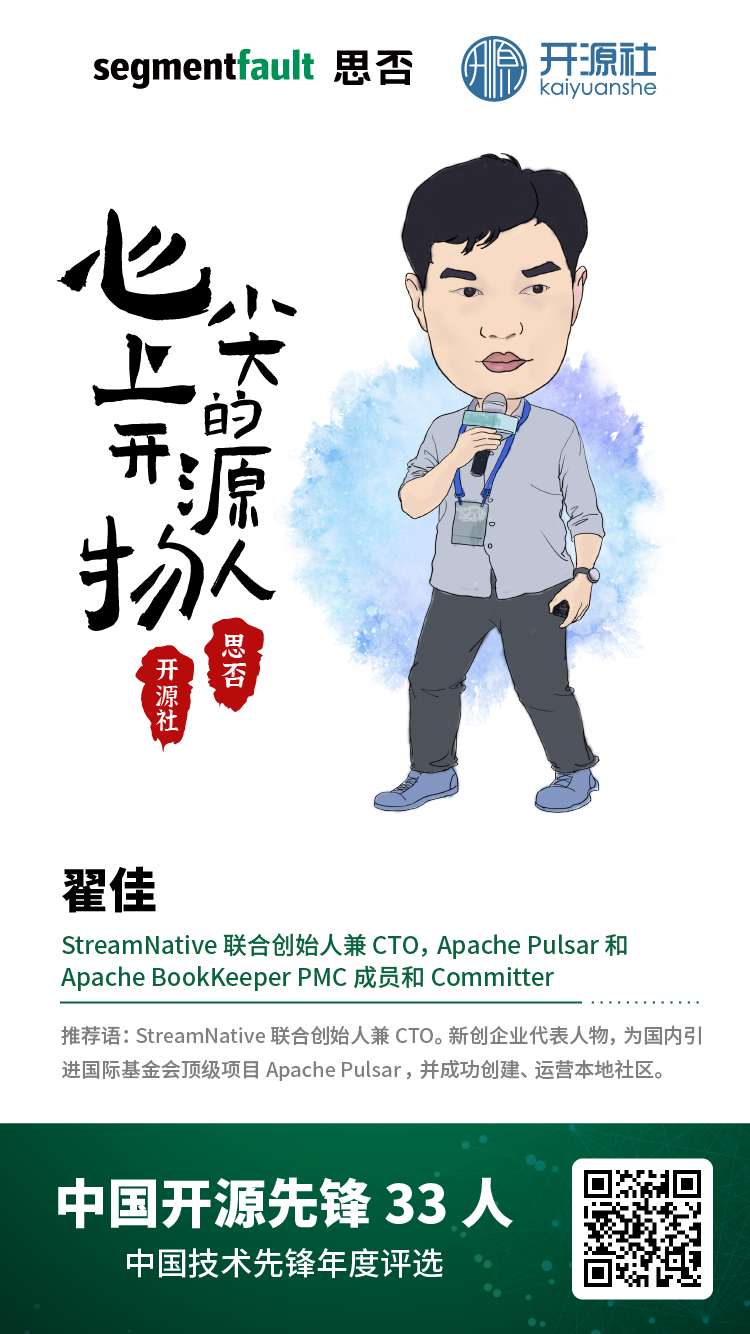 segmentfault 思否
开源社
kaiyuanshe
心尖上的开源人物
思否
开源社
翟佳
StreamNative 联合创始人兼 CTO，Apache Pulsar 和
Apache BookKeeper PMC 成员和 Committer
推荐语：StreamNative 联合创始人兼 CTO。新创企业代表人物，为国内引
进国际基金会顶级项目 Apache Pulsar ，并成功创建、运营本地社区。
中国开源先锋 33 人
中国技术先锋年度评选